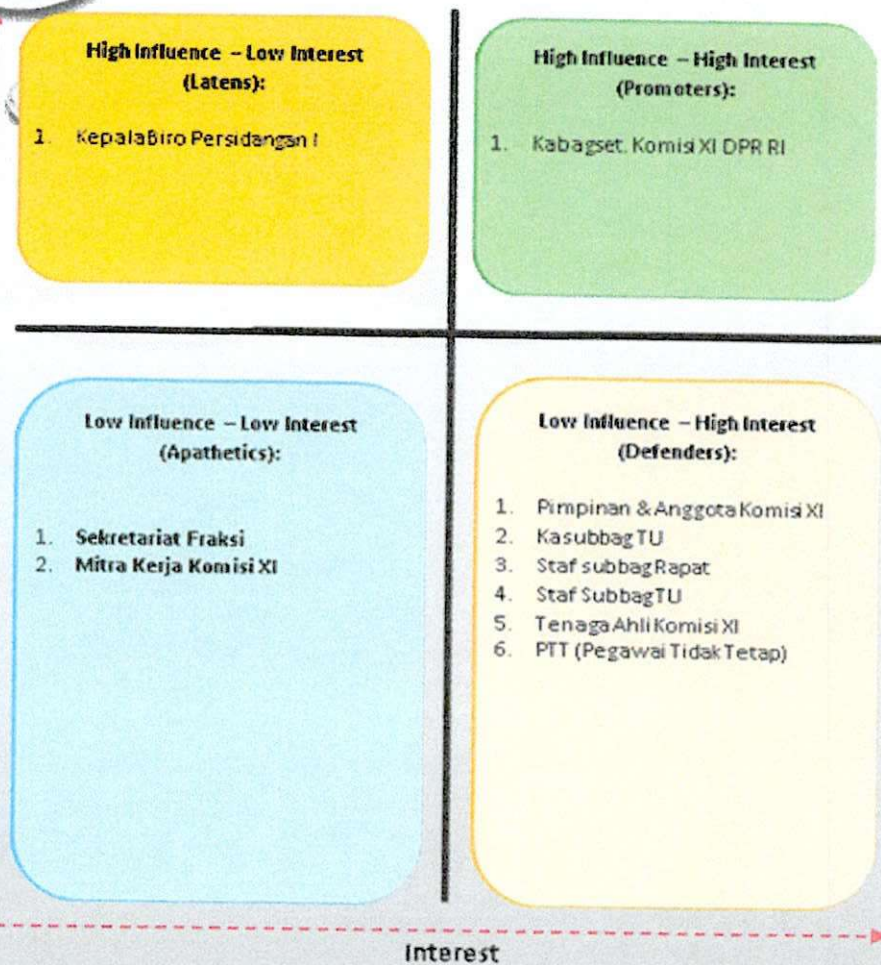 High Influence – Low Interest
(Latens):
1. Kepala Biro Persidangan I
High Influence – High Interest
(Promoters):
1. Kabagset. Komisi XI DPR RI
Low Influence – Low Interest
(Apathetics):
1. Sekretariat Fraksi
2. Mitra Kerja Komisi XI
Low Influence – High Interest
(Defenders):
1. Pimpinan & Anggota Komisi XI
2. Kasubbag TU
3. Staf subbag Rapat
4. Staf Subbag TU
5. Tenaga Ahli Komisi XI
6. PTT (Pegawai Tidak Tetap)
Interest